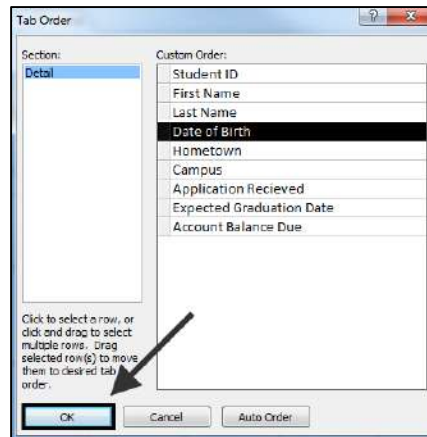 Tab Order
Section:
Detail
Custom Order:
Student ID
First Name
Last Name
Date of Birth
Hometown
Campus
Application Recieved
Expected Graduation Date
Account Balance Due
Click to select a row, or
click and drag to select
multiple rows. Drag
selected row(s) to move
them to desired tab
order.
OK
Cancel
Auto Order